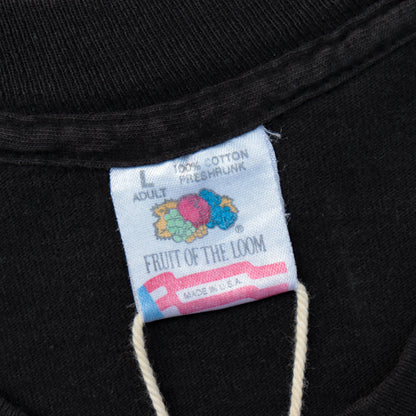 L
ADULT
100% COTTON
PRESHRUNK
®
FRUIT OF THE LOOM
MADE IN U.S.A.